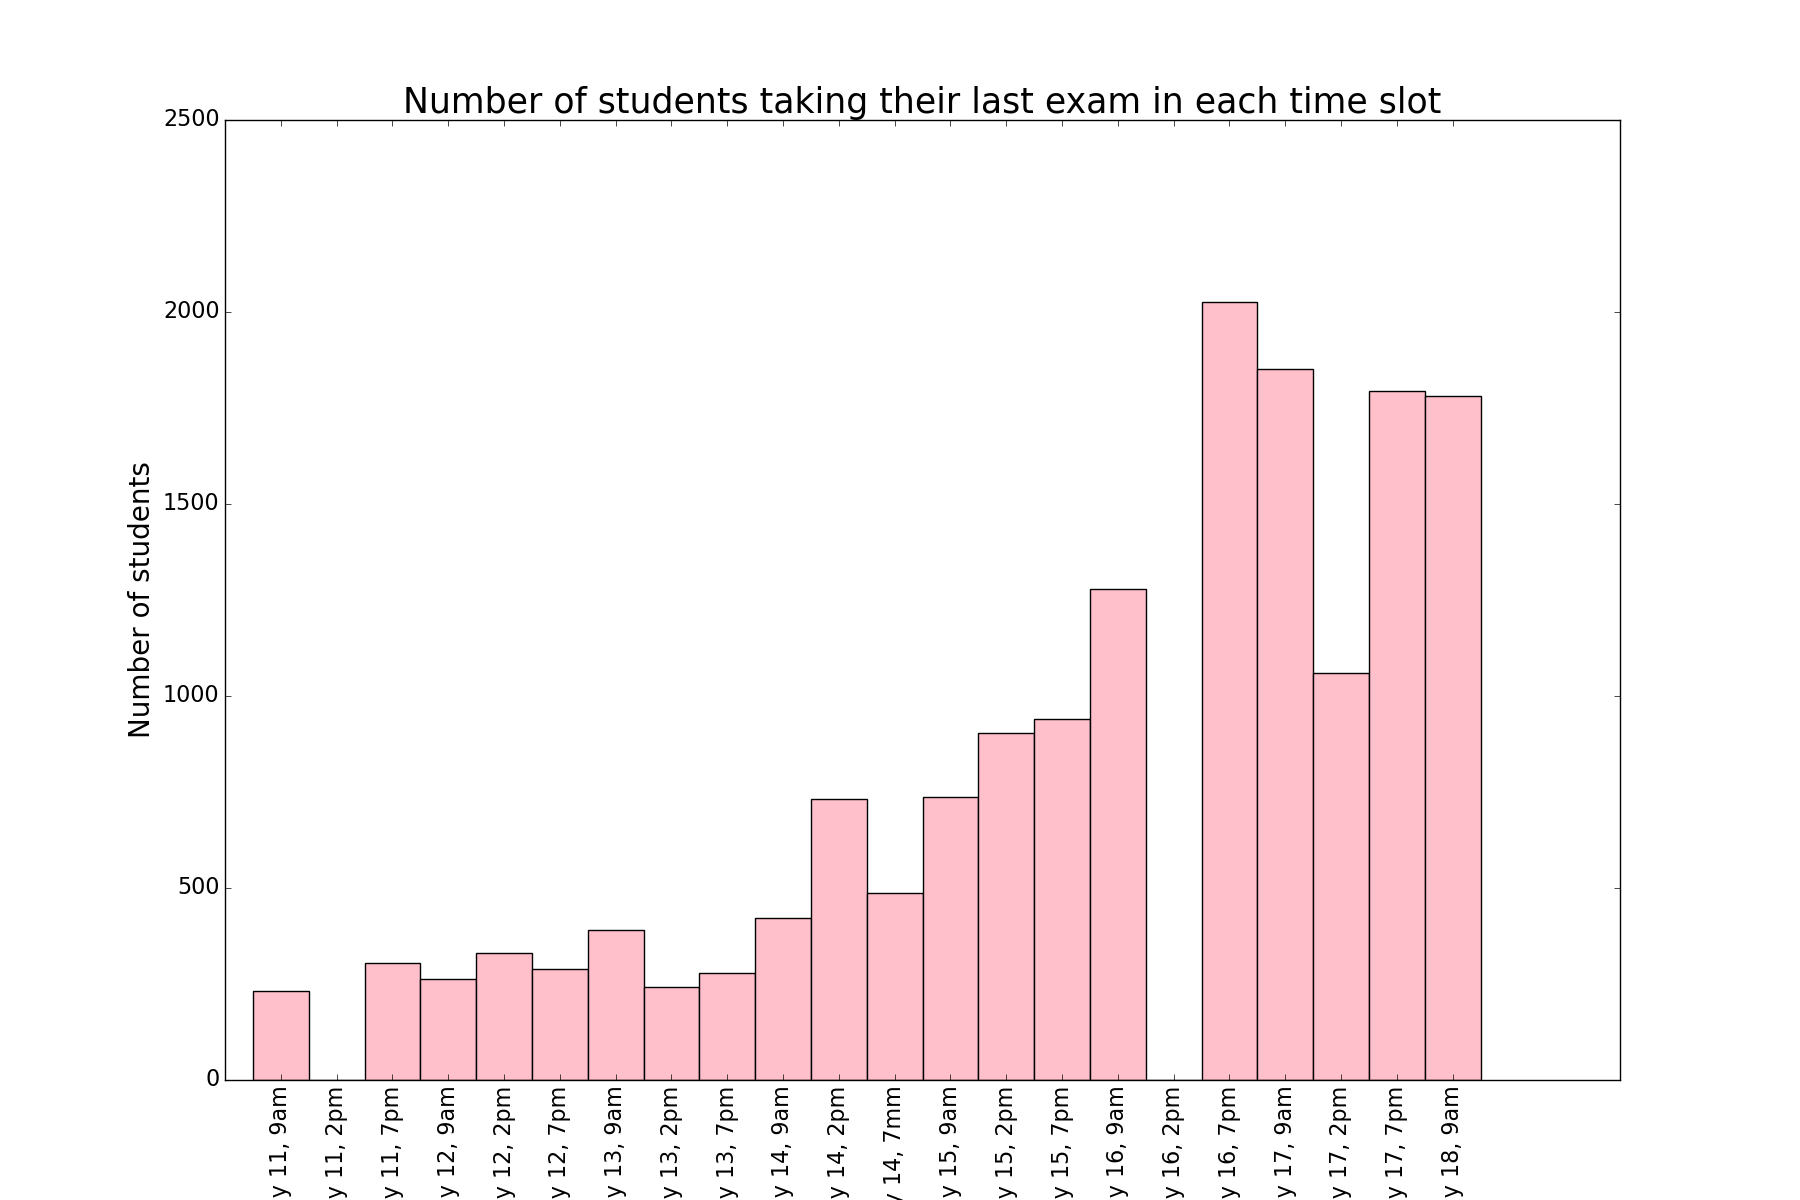 Number of students taking their last exam in each time slot
Number of students
2500
2000
1500
1000
500
0
y 11, 9am
y 11, 2pm
y 11, 7pm
y 12, 9am
y 12, 2pm
y 12, 7pm
y 13, 9am
y 13, 2pm
y 13, 7pm
y 14, 9am
y 14, 2pm
y 14, 7mm
y 15, 9am
y 15, 2pm
y 15, 7pm
y 16, 9am
y 16, 2pm
y 16, 7pm
y 17, 9am
y 17, 2pm
y 17, 7pm
y 18, 9am